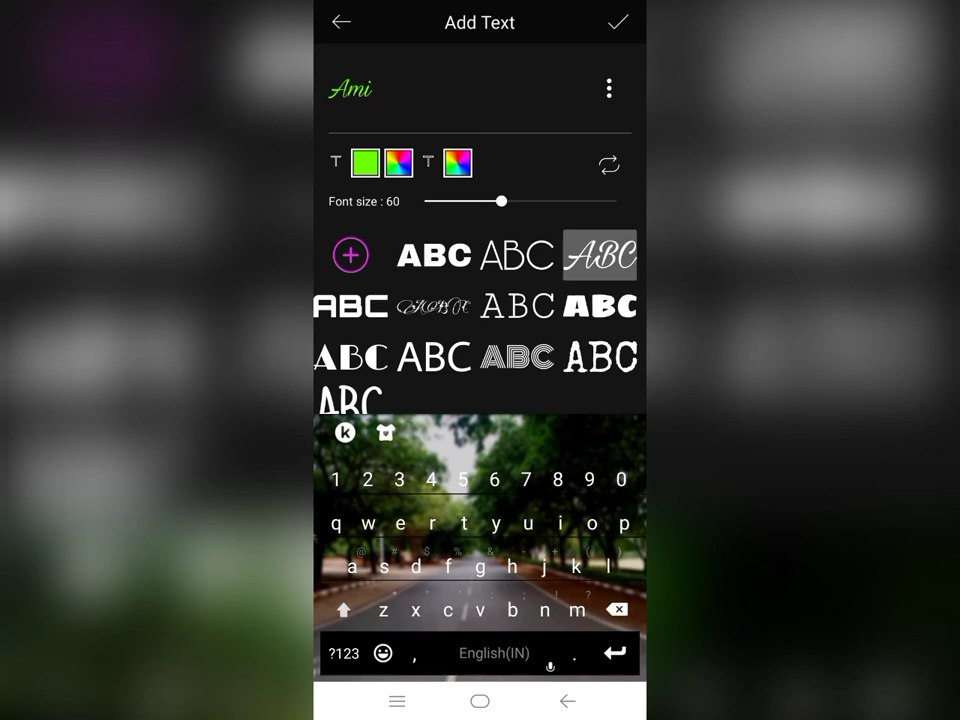 Add Text
Ami
T T
Font size : 60
ABC ABC ABC
ABC ABC ABC
ABC ABC ABC ABC
ABC
k
1 2 3 4 5 6 7 8 9 0
q w e r t y u i o p
@ # $ % & - + ( )
a s d f g h j k l
z x c v b n m
?123 , English(IN) .